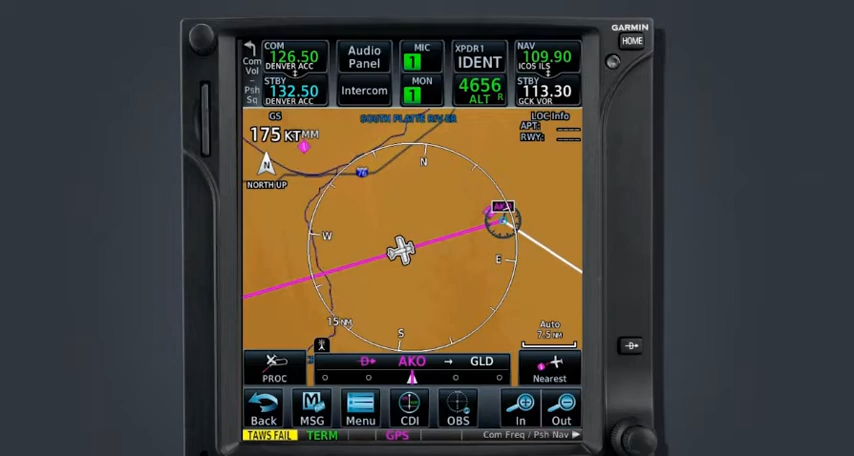 GARMIN
HOME
Com
Vol
Psh
Sq
COM
126.50
DENVER ACC
STBY
132.50
DENVER ACC
Audio
Panel
Intercom
MIC
1
MON
1
XPDR1
IDENT
4656
ALT R
NAV
109.90
ICOS ILS
STBY
113.30
GCK VOR
GS
175 KT
SOUTH PLATTE RIVER
LOC Info
APT:
RWY:
N
NORTH UP
76
N
AKO
W
E
S
15NM
Auto
7.5NM
PROC
D
AKO → GLD
Nearest
Back
MSG
Menu
CDI
OBS
In
Out
TAWS FAIL
TERM
GPS
Com Freq / Psh Nav